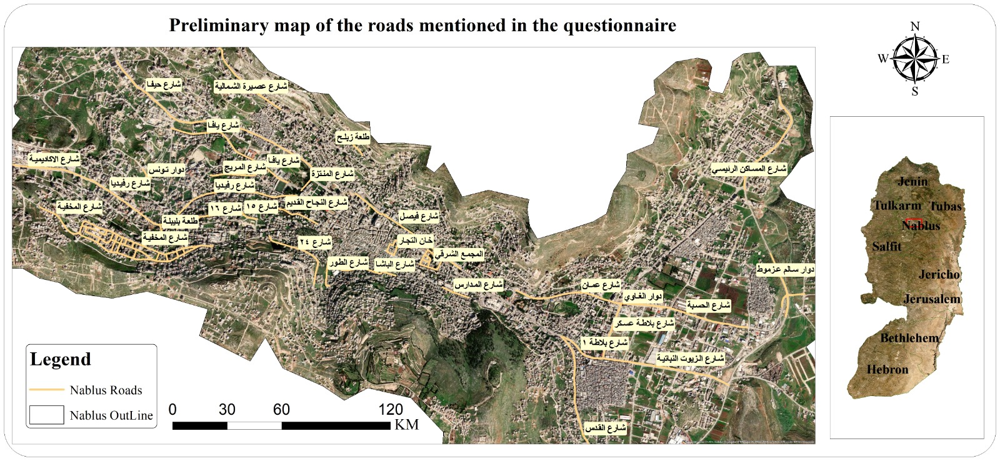 Preliminary map of the roads mentioned in the questionnaire
N
W
E
S
شارع حيفا
شارع عصيرة الشمالية
شارع يافا
طلعة زبلح
شارع الاكاديمية
دوار تونس
شارع المريج
شارع يافا
شارع المنتزة
شارع المساكن الرئيسي
شارع رفيديا
شارع رفيديا
شارع المخفية
شارع ١٦
شارع ١٥
شارع النجاح القديم
طلعة بليبلة
شارع فيصل
شارع المخفية
شارع ٢٤
خان التجار
المجمع الشرقي
شارع الطور
شارع الباشا
دوار سالم عزموط
شارع المدارس
شارع عمان
دوار الغاوي
شارع الحسبة
شارع بلاطة عسكر
شارع بلاطة ١
شارع الزيوت النباتية
شارع القدس
Legend
Nablus Roads
Nablus OutLine
0 30 60 120
KM
Jenin
Tulkarm Tubas
Nablus
Salfit
Jericho
Jerusalem
Bethlehem
Hebron